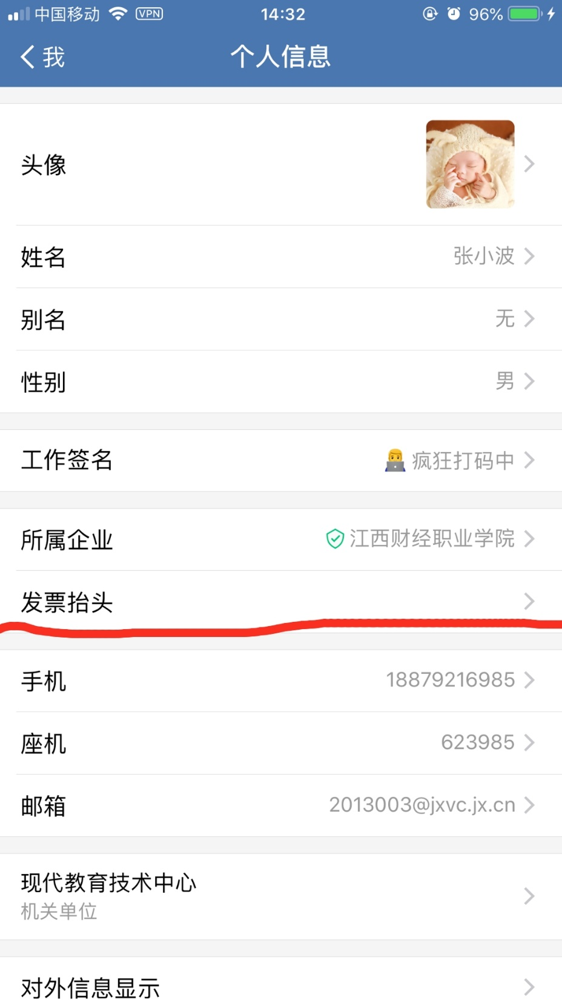 中国移动 VPN 14:32 96%
我 个人信息
头像
姓名 张小波
别名 无
性别 男
工作签名 疯狂打码中
所属企业 江西财经职业学院
发票抬头
手机 18879216985
座机 623985
邮箱 2013003@jxvc.jx.cn
现代教育技术中心
机关单位
对外信息显示